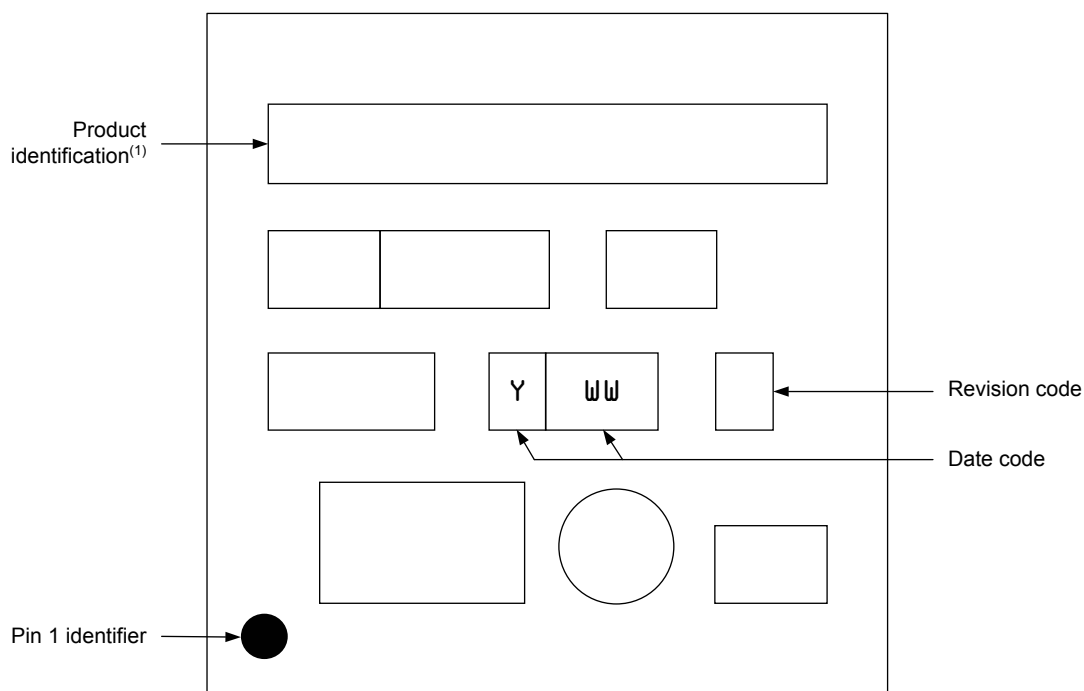 Product
identification(1)
Y WW
Revision code
Date code
Pin 1 identifier